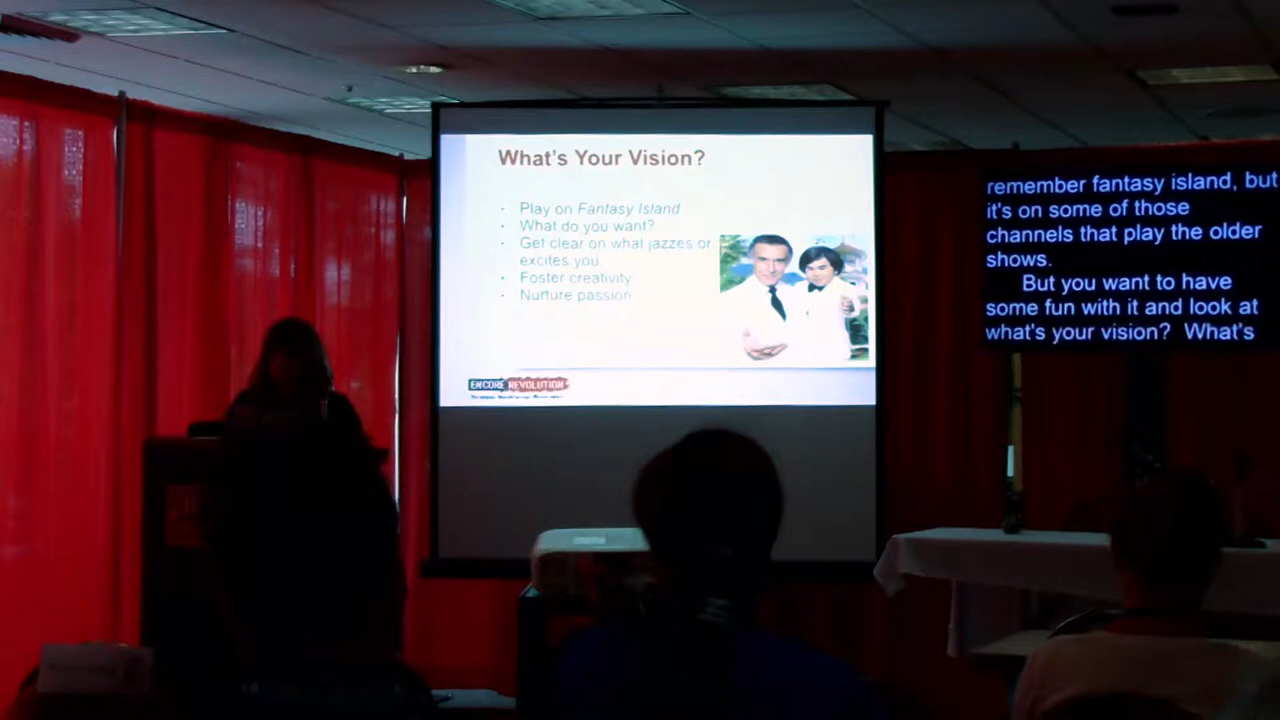 What's Your Vision?
· Play on Fantasy Island
· What do you want?
· Get clear on what jazzes or
excites you.
· Foster creativity
· Nurture passion
ENCORE REVOLUTION
remember fantasy island, but
it's on some of those
channels that play the older
shows.
But you want to have
some fun with it and look at
what's your vision? What's